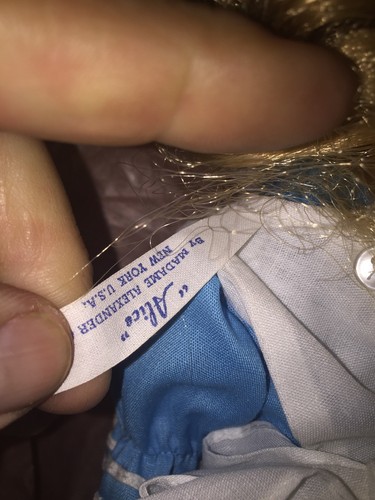 "Alice"
By MADAME ALEXANDER
NEW YORK U.S.A.